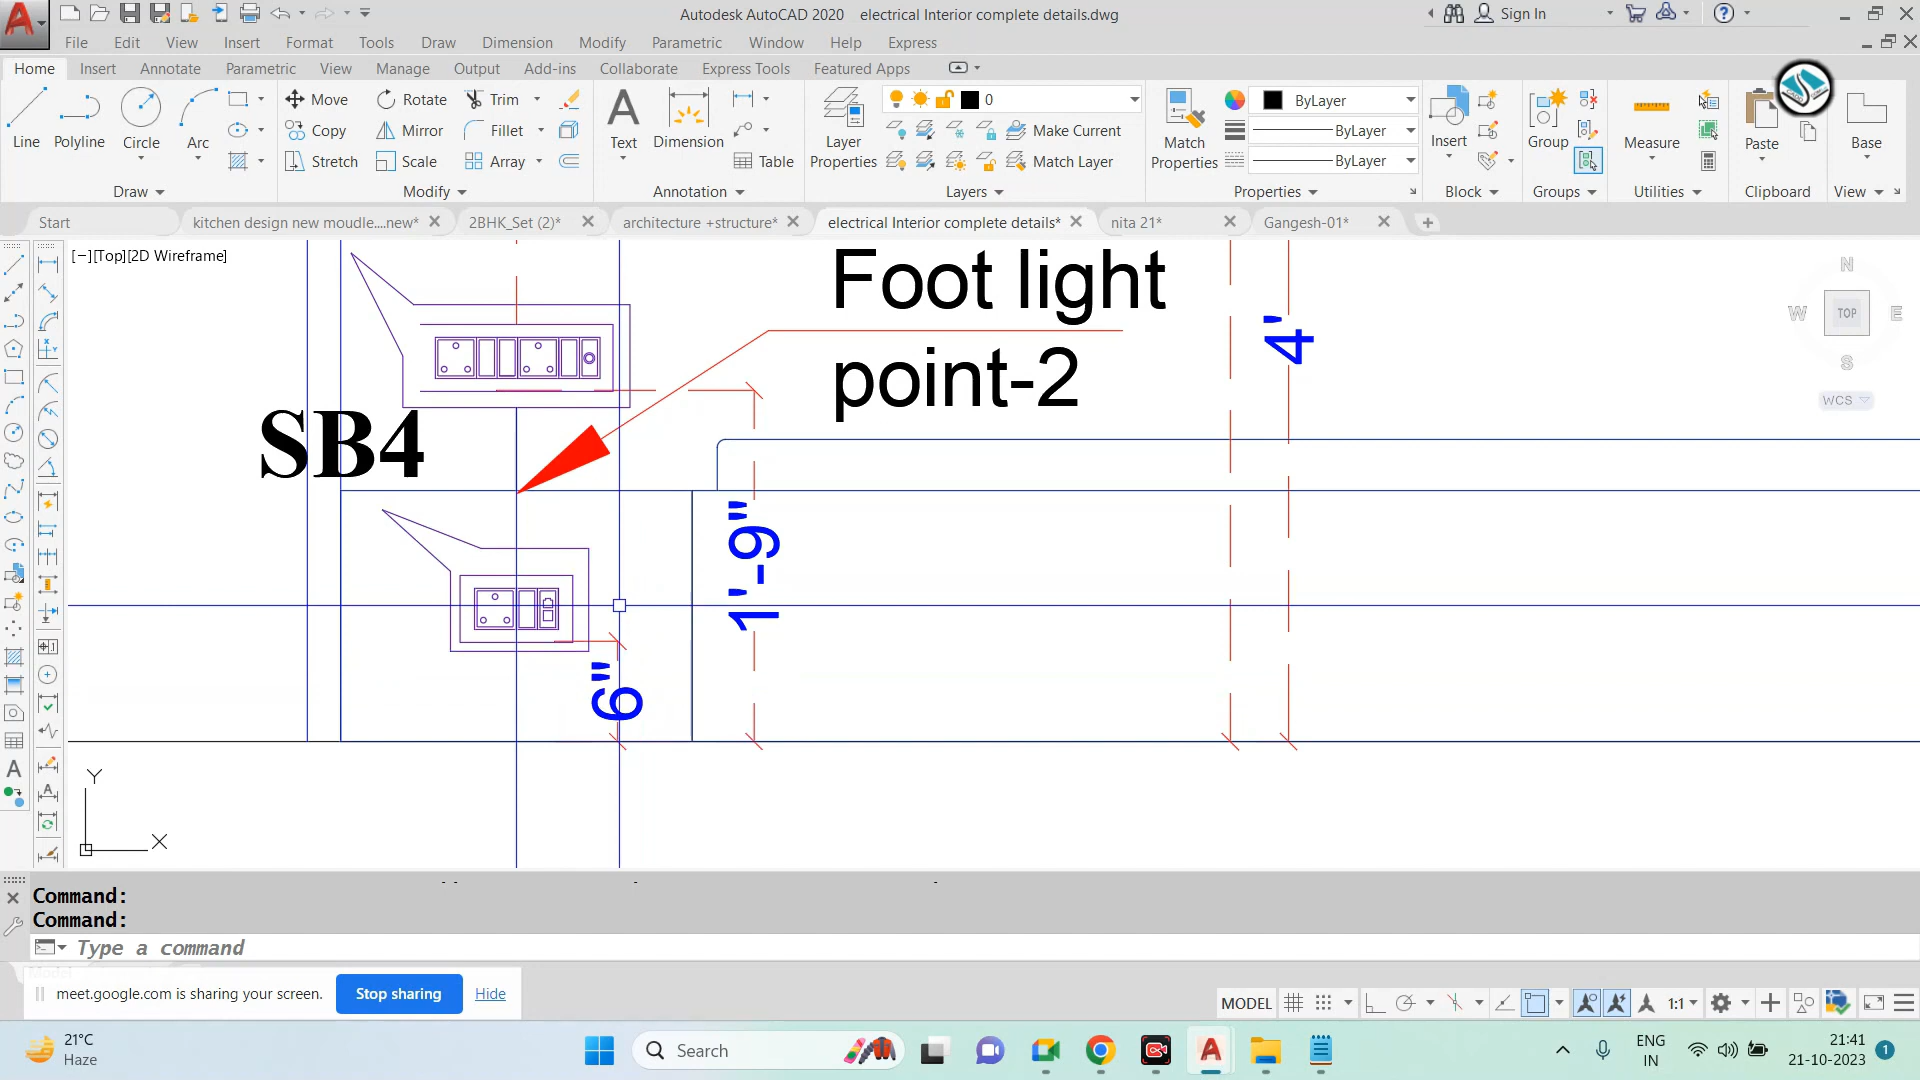 Autodesk AutoCAD 2020 electrical Interior complete details.dwg
Sign In
File Edit View Insert Format Tools Draw Dimension Modify Parametric Window Help Express
Home Insert Annotate Parametric View Manage Output Add-ins Collaborate Express Tools Featured Apps
Line Polyline Circle Arc
Move Rotate Trim
Copy Mirror Fillet
Stretch Scale Array
Text Dimension Table
Layer Properties
0
Make Current
Match Layer
Match Properties
ByLayer
ByLayer
ByLayer
Insert Group Measure Paste Base
Draw Modify Annotation Layers Properties Block Groups Utilities Clipboard View
Start kitchen design new moudle....new* 2BHK_Set (2)* architecture +structure* electrical Interior complete details* nita 21* Gangesh-01*
[−][Top][2D Wireframe]
N
W TOP E
S
WCS
Foot light
point-2
4'
SB4
1'-9"
6"
Y
X
Command:
Command:
Type a command
meet.google.com is sharing your screen. Stop sharing Hide
MODEL 1:1
21°C
Haze
Search
ENG
IN
21:41
21-10-2023
1